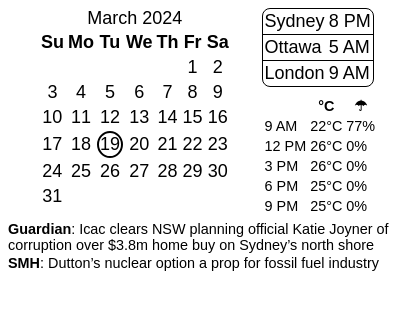 March 2024
Su Mo Tu We Th Fr Sa
1 2
3 4 5 6 7 8 9
10 11 12 13 14 15 16
17 18 19 20 21 22 23
24 25 26 27 28 29 30
31
Sydney 8 PM
Ottawa 5 AM
London 9 AM
°C ☂
9 AM 22°C 77%
12 PM 26°C 0%
3 PM 26°C 0%
6 PM 25°C 0%
9 PM 25°C 0%
Guardian: Icac clears NSW planning official Katie Joyner of
corruption over $3.8m home buy on Sydney’s north shore
SMH: Dutton’s nuclear option a prop for fossil fuel industry